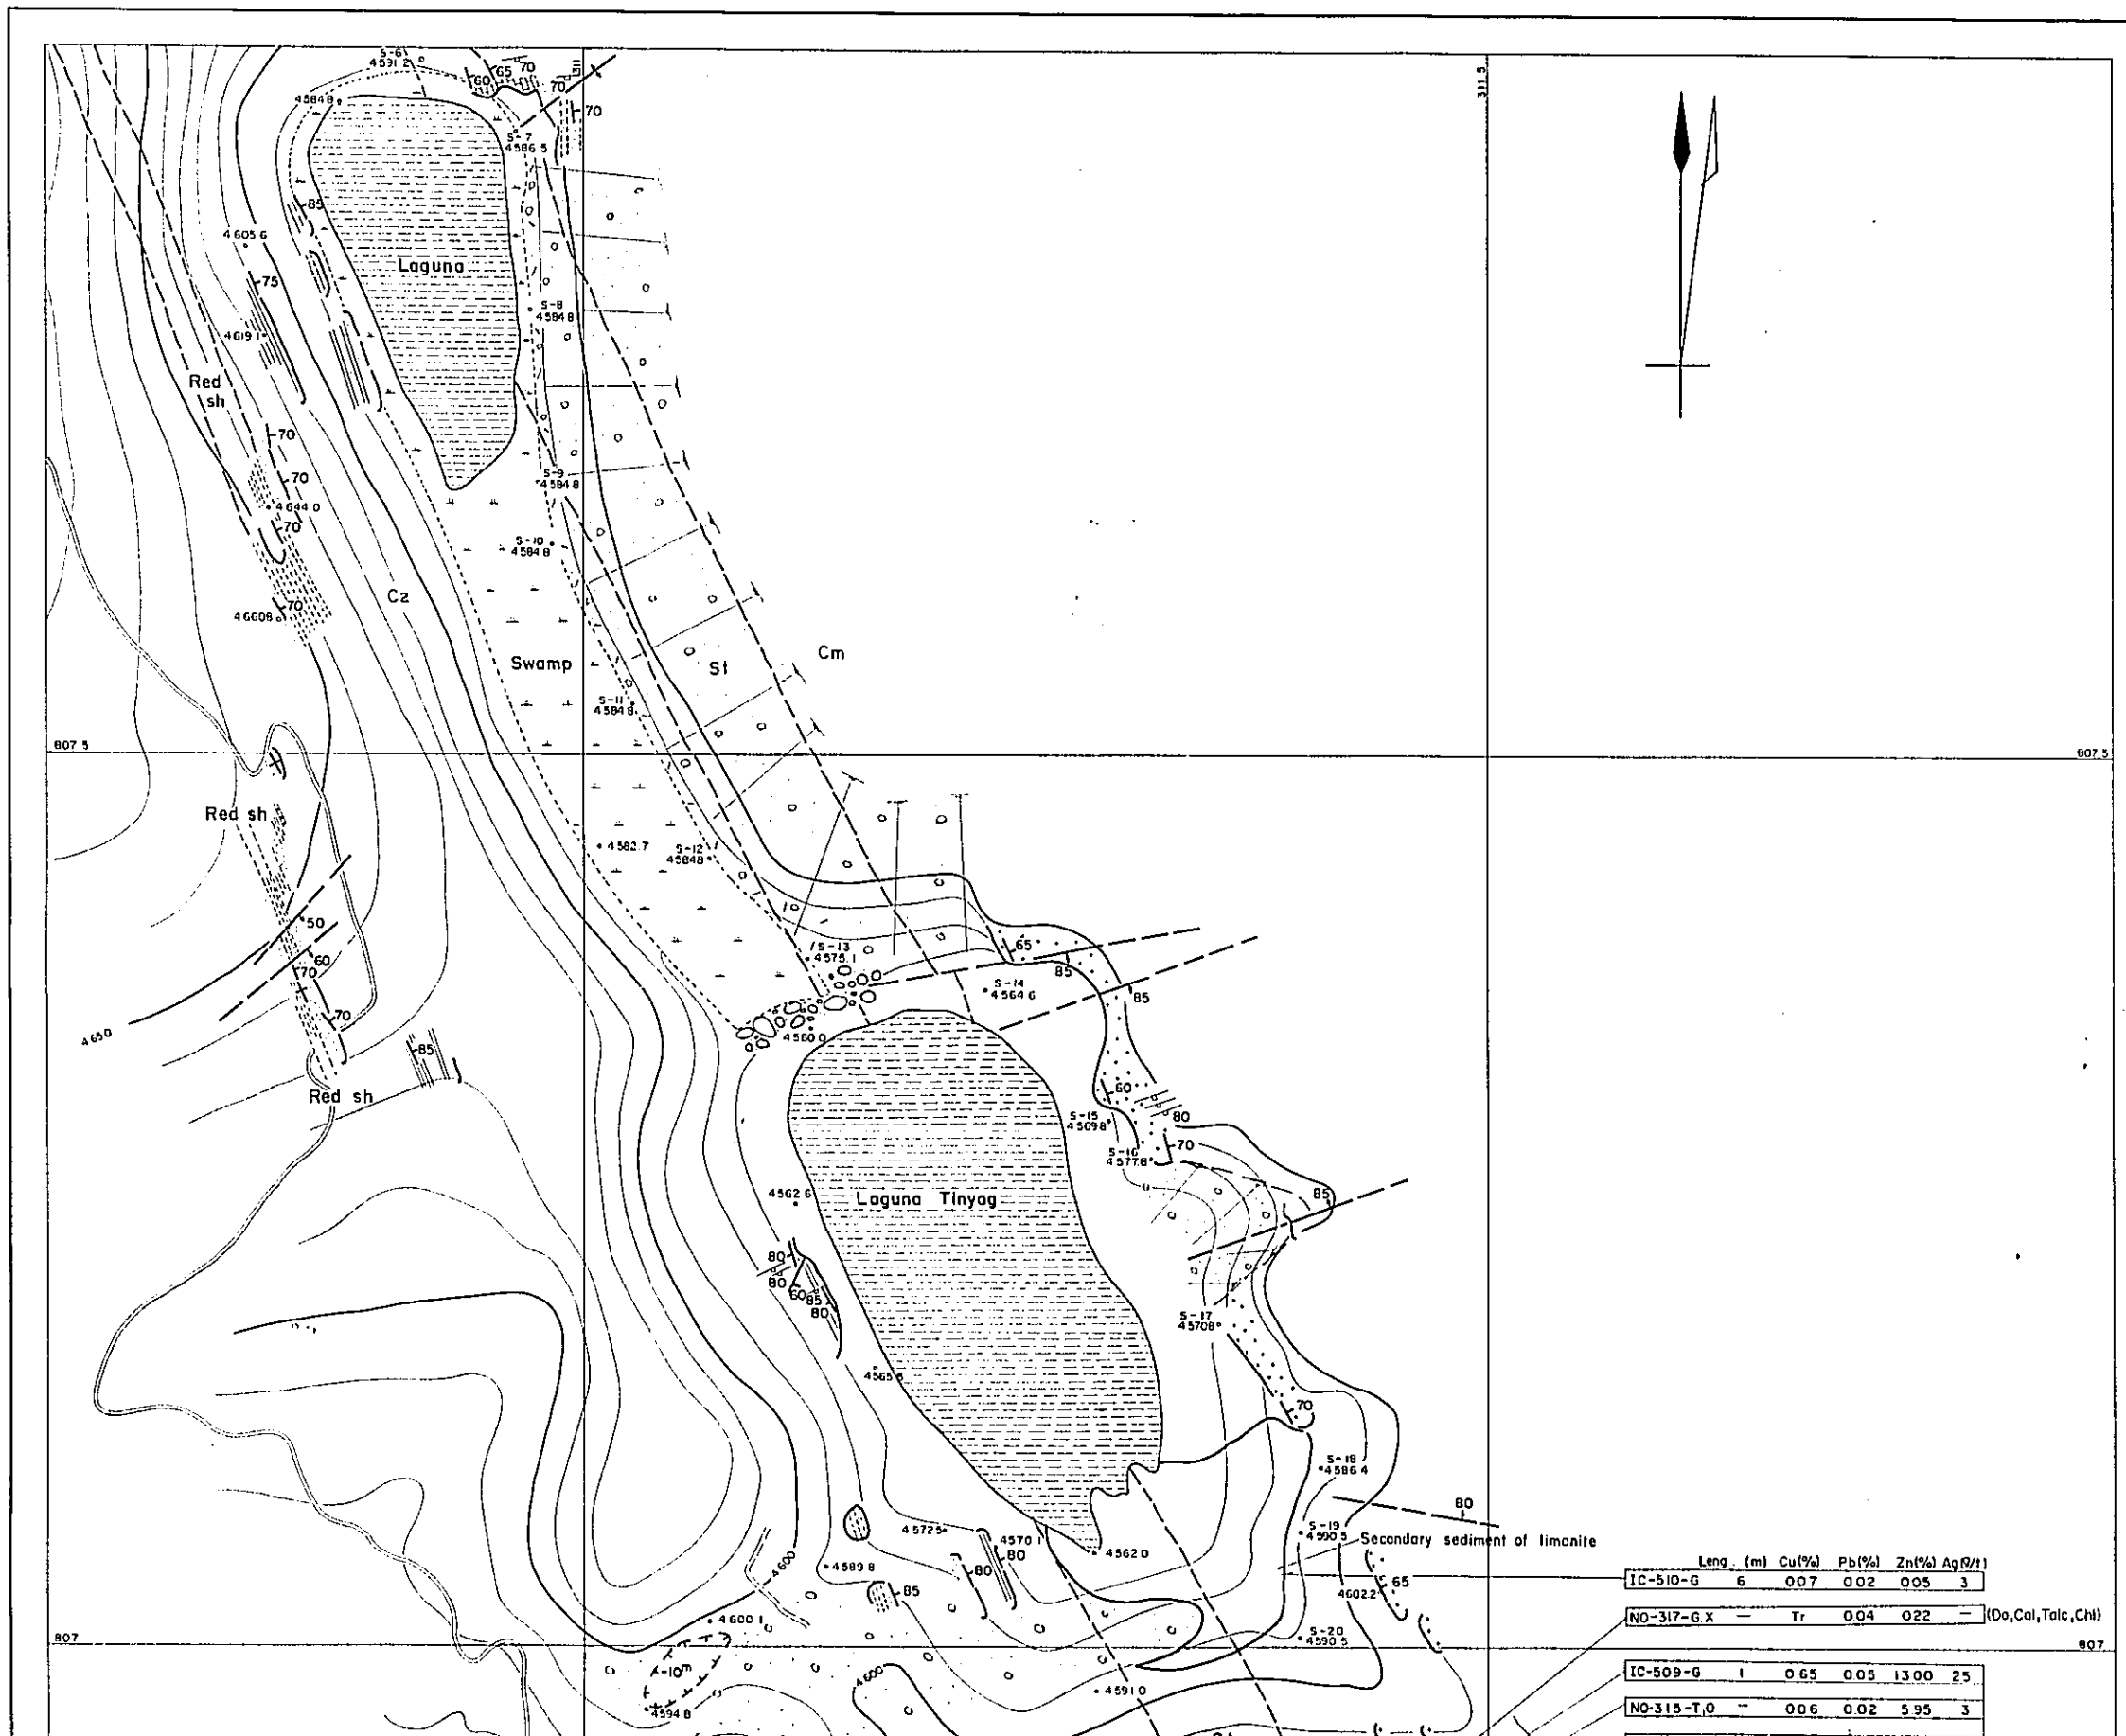 S-6
4591.2
60
65
70
311
311.5
4584.8
70
70
S-7
4586.5
85
4605.6
Laguna
75
S-8
4584.8
4619.1
Red
sh
70
70
S-9
4584.8
4644.0
70
S-10
4584.8
C2
70
4660.8
Swamp
St
Cm
S-11
4584.8
807.5
807.5
Red sh
4582.7
S-12
4584.8
50
60
70
S-13
4575.1
65
85
S-14
4564.6
85
70
4650
4560.0
85
Red sh
60
S-15
4569.8
80
70
S-16
4577.8
4562.6
Laguna Tinyag
85
80
80
60
85
80
S-17
4570.8
4565.5
70
S-18
4586.4
80
4572.5
4570.1
S-19
4590.5
Secondary sediment of limonite
4600
4589.8
80
80
4562.0
Leng. (m) Cu(%) Pb(%) Zn(%) Ag(g/t)
IC-510-G 6 0.07 0.02 0.05 3
85
65
4602.2
4600.1
NO-317-G.X — Tr 0.04 0.22 — (Do,Cal,Talc,Chl)
S-20
4590.5
807
807
-10m
4600
IC-509-G 1 0.65 0.05 13.00 25
4591.0
4594.8
NO-315-T,O — 0.06 0.02 5.95 3